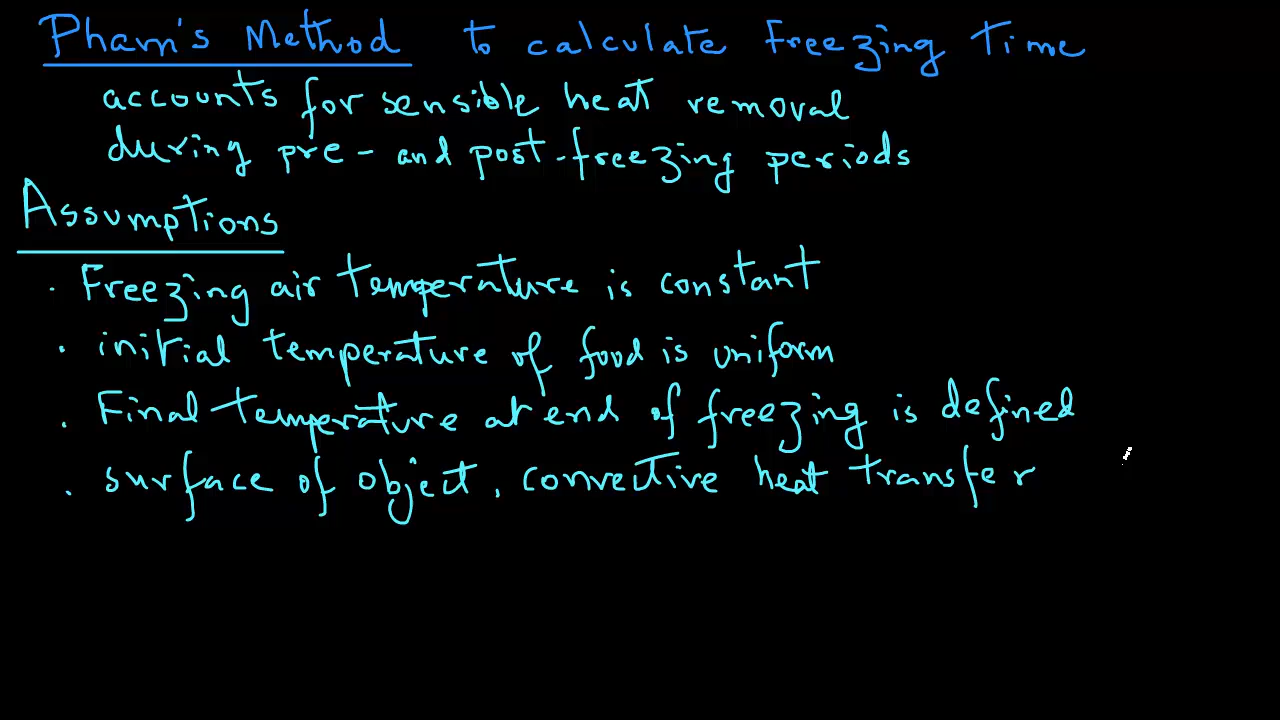 Pham's Method to calculate Freezing Time
accounts for sensible heat removal
during pre- and post-freezing periods
Assumptions
· Freezing air temperature is constant
· initial temperature of food is uniform
· Final temperature at end of freezing is defined
· surface of object, convective heat transfer